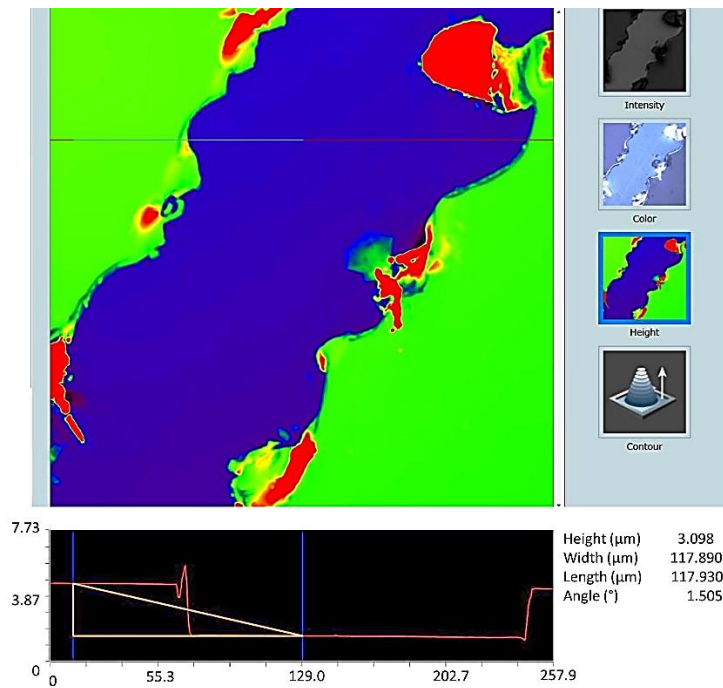 Intensity
Color
Height
Contour
7.73
3.87
0
0
55.3
129.0
202.7
257.9
Height (µm) 3.098
Width (µm) 117.890
Length (µm) 117.930
Angle (°) 1.505